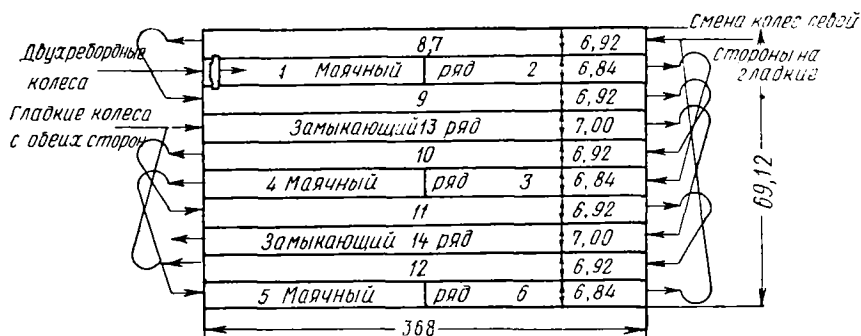 Двухребордные
колеса
Гладкие колеса
с обеих сторон
8,7 6,92
1 Маячный ряд 2 6,84
9 6,92
Замыкающий 13 ряд 7,00
10 6,92
4 Маячный ряд 3 6,84
11 6,92
Замыкающий 14 ряд 7,00
12 6,92
5 Маячный ряд 6 6,84
368
Смена колес левой
стороны на
гладкие
69,12